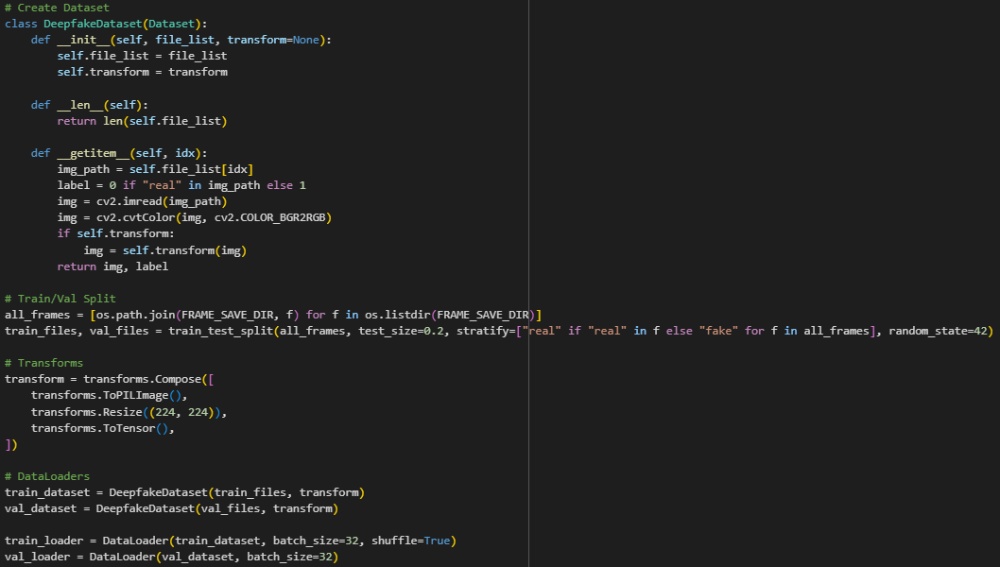 # Create Dataset
class DeepfakeDataset(Dataset):
    def __init__(self, file_list, transform=None):
        self.file_list = file_list
        self.transform = transform

    def __len__(self):
        return len(self.file_list)

    def __getitem__(self, idx):
        img_path = self.file_list[idx]
        label = 0 if "real" in img_path else 1
        img = cv2.imread(img_path)
        img = cv2.cvtColor(img, cv2.COLOR_BGR2RGB)
        if self.transform:
            img = self.transform(img)
        return img, label

# Train/Val Split
all_frames = [os.path.join(FRAME_SAVE_DIR, f) for f in os.listdir(FRAME_SAVE_DIR)]
train_files, val_files = train_test_split(all_frames, test_size=0.2, stratify=["real" if "real" in f else "fake" for f in all_frames], random_state=42)

# Transforms
transform = transforms.Compose([
    transforms.ToPILImage(),
    transforms.Resize((224, 224)),
    transforms.ToTensor(),
])

# DataLoaders
train_dataset = DeepfakeDataset(train_files, transform)
val_dataset = DeepfakeDataset(val_files, transform)

train_loader = DataLoader(train_dataset, batch_size=32, shuffle=True)
val_loader = DataLoader(val_dataset, batch_size=32)